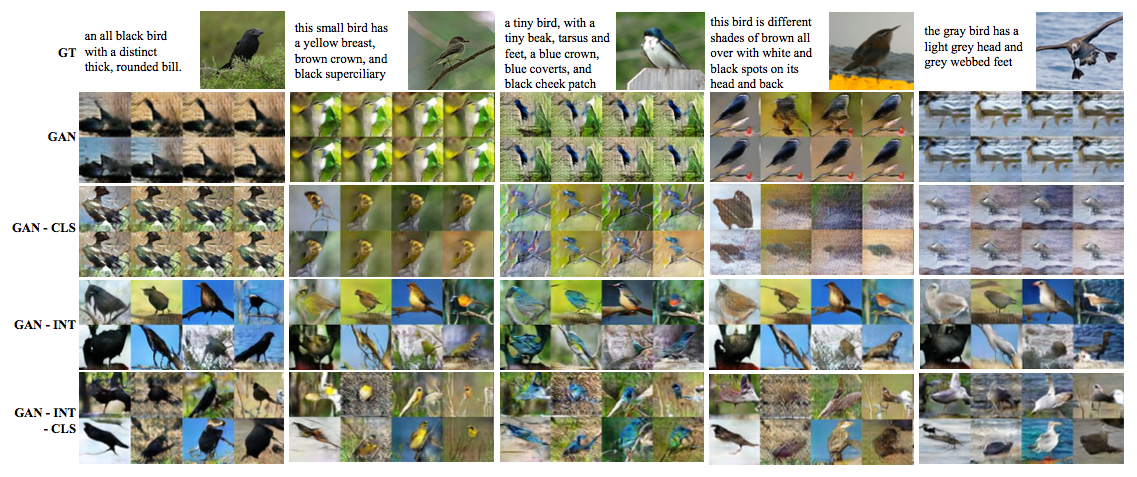 GT
an all black bird
with a distinct
thick, rounded bill.
this small bird has
a yellow breast,
brown crown, and
black superciliary
a tiny bird, with a
tiny beak, tarsus and
feet, a blue crown,
blue coverts, and
black cheek patch
this bird is different
shades of brown all
over with white and
black spots on its
head and back
the gray bird has a
light grey head and
grey webbed feet
GAN
GAN - CLS
GAN - INT
GAN - INT
- CLS